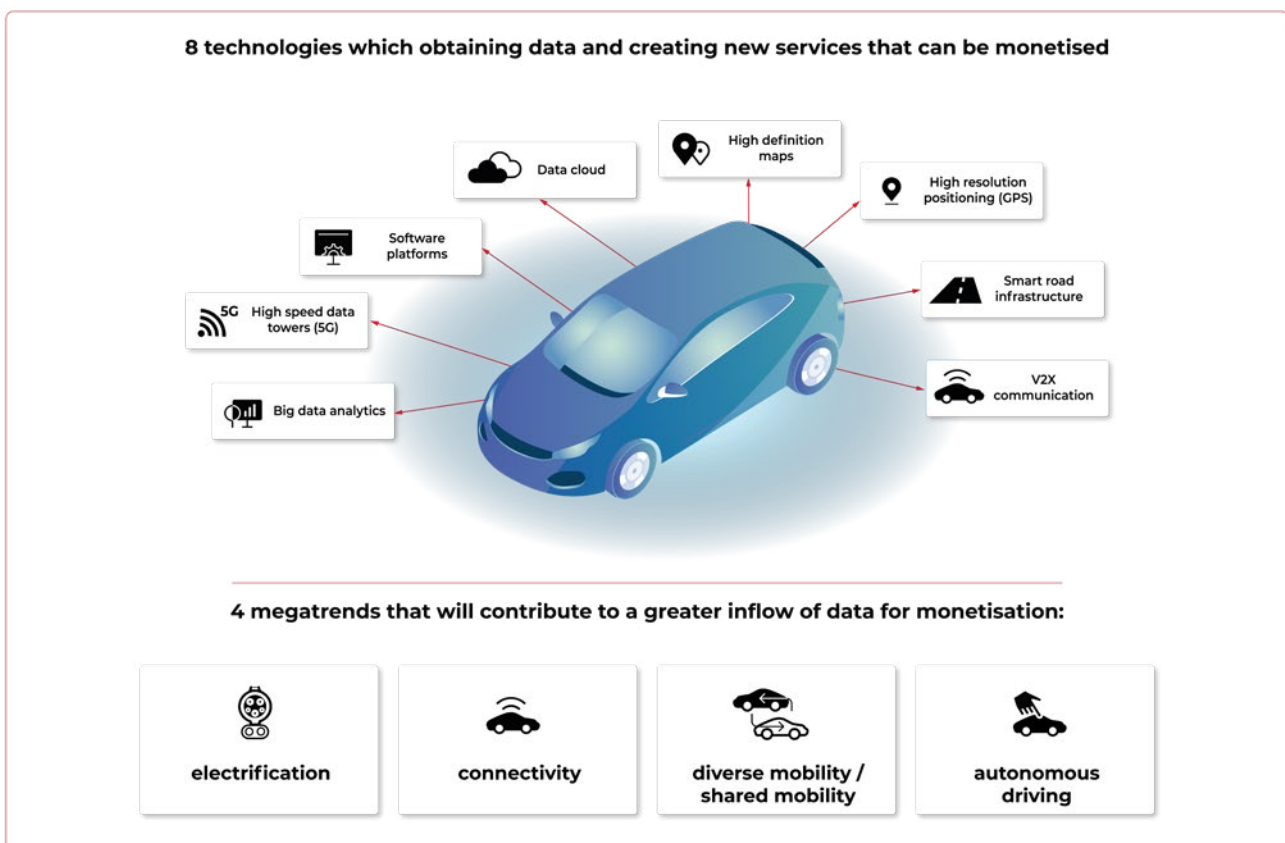 8 technologies which obtaining data and creating new services that can be monetised
High definition
maps
Data cloud
High resolution
positioning (GPS)
Software
platforms
Smart road
infrastructure
5G
High speed data
towers (5G)
V2X
communication
Big data analytics
4 megatrends that will contribute to a greater inflow of data for monetisation:
electrification
connectivity
diverse mobility /
shared mobility
autonomous
driving